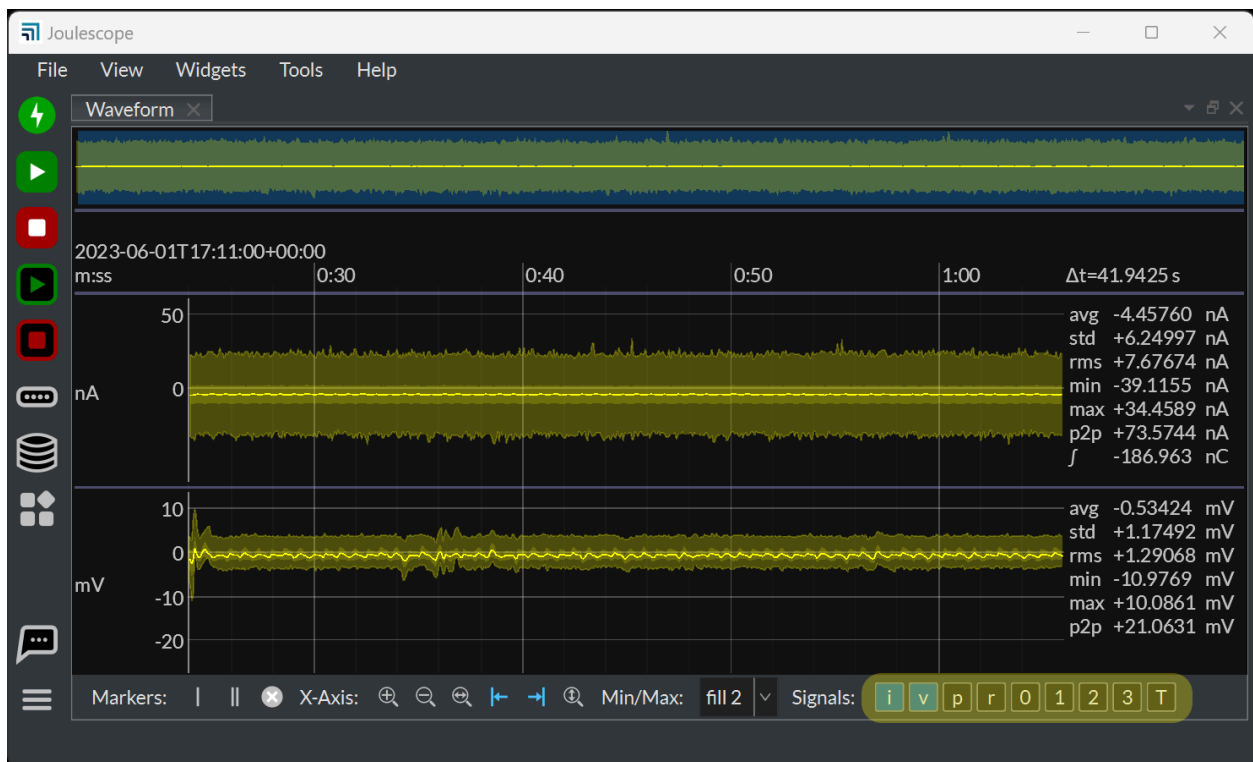 Joulescope
File View Widgets Tools Help
Waveform
2023-06-01T17:11:00+00:00
m:ss 0:30 0:40 0:50 1:00 Δt=41.9425 s
50
0
nA
avg -4.45760 nA
std +6.24997 nA
rms +7.67674 nA
min -39.1155 nA
max +34.4589 nA
p2p +73.5744 nA
∫ -186.963 nC
10
0
-10
-20
mV
avg -0.53424 mV
std +1.17492 mV
rms +1.29068 mV
min -10.9769 mV
max +10.0861 mV
p2p +21.0631 mV
Markers: X-Axis: Min/Max: fill 2 Signals: i v p r 0 1 2 3 T